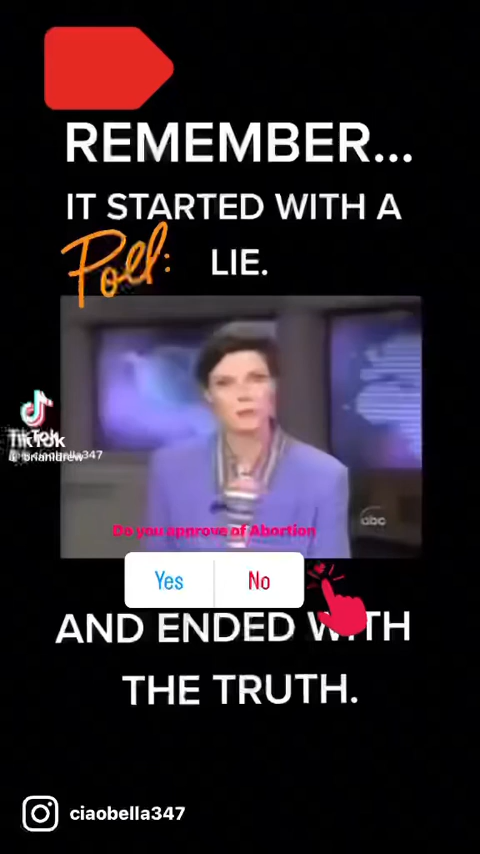 REMEMBER...
IT STARTED WITH A
Poll:
LIE.
TikTok
abc
Do you approve of Abortion
Yes
No
AND ENDED WITH
THE TRUTH.
ciaobella347